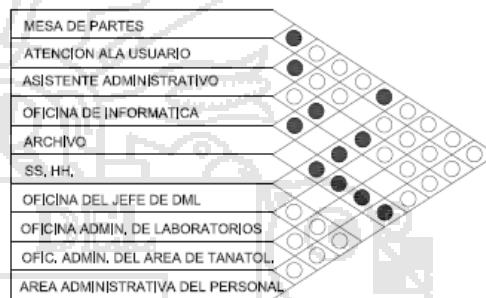 MESA DE PARTES
ATENCION ALA USUARIO
ASISTENTE ADMINISTRATIVO
OFICINA DE INFORMATICA
ARCHIVO
SS, HH,
OFICINA DEL JEFE DE DML
OFICINA ADMIN. DE LABORATORIOS
OFIC. ADMIN. DEL AREA DE TANATOL.
AREA ADMINISTRATIVA DEL PERSONAL